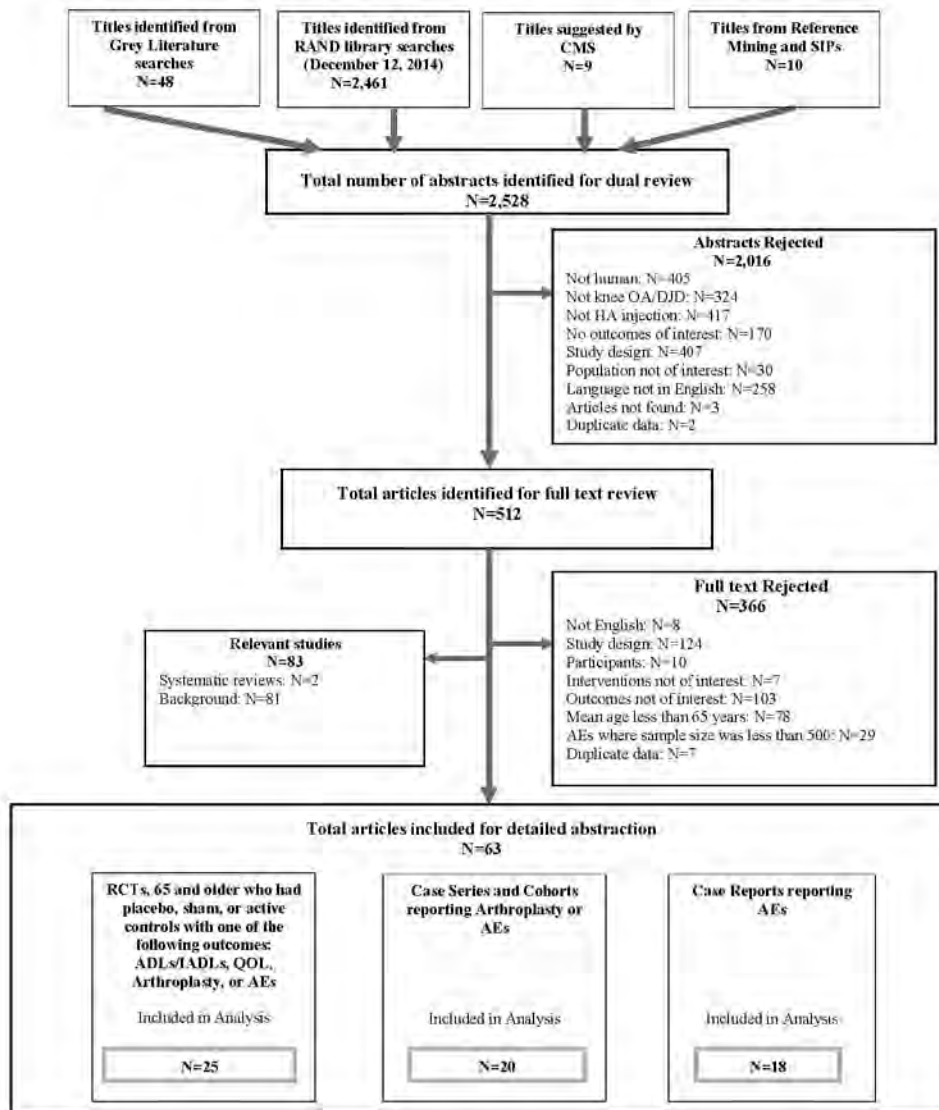 Titles identified from
Grey Literature
searches
N=48
Titles identified from
RAND library searches
(December 12, 2014)
N=2,461
Titles suggested by
CMS
N=9
Titles from Reference
Mining and SIPs
N=10
Total number of abstracts identified for dual review
N=2,528
Abstracts Rejected
N=2,016
Not human: N=405
Not knee OA/DJD: N=324
Not HA injection: N=417
No outcomes of interest: N=170
Study design: N=407
Population not of interest: N=30
Language not in English: N=258
Articles not found: N=3
Duplicate data: N=2
Total articles identified for full text review
N=512
Full text Rejected
N=366
Not English: N=8
Study design: N=124
Participants: N=10
Interventions not of interest: N=7
Outcomes not of interest: N=103
Mean age less than 65 years: N=78
AEs where sample size was less than 500: N=29
Duplicate data: N=7
Relevant studies
N=83
Systematic reviews: N=2
Background: N=81
Total articles included for detailed abstraction
N=63
RCTs, 65 and older who had
placebo, sham, or active
controls with one of the
following outcomes:
ADLs/IADLs, QOL,
Arthroplasty, or AEs
Included in Analysis
N=25
Case Series and Cohorts
reporting Arthroplasty or
AEs
Included in Analysis
N=20
Case Reports reporting
AEs
Included in Analysis
N=18